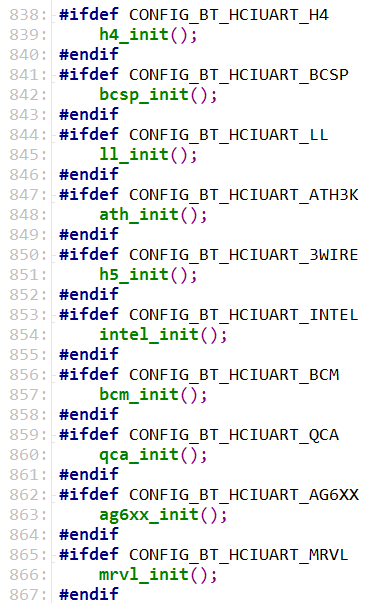 838: #ifdef CONFIG_BT_HCIUART_H4
839:     h4_init();
840: #endif
841: #ifdef CONFIG_BT_HCIUART_BCSP
842:     bcsp_init();
843: #endif
844: #ifdef CONFIG_BT_HCIUART_LL
845:     ll_init();
846: #endif
847: #ifdef CONFIG_BT_HCIUART_ATH3K
848:     ath_init();
849: #endif
850: #ifdef CONFIG_BT_HCIUART_3WIRE
851:     h5_init();
852: #endif
853: #ifdef CONFIG_BT_HCIUART_INTEL
854:     intel_init();
855: #endif
856: #ifdef CONFIG_BT_HCIUART_BCM
857:     bcm_init();
858: #endif
859: #ifdef CONFIG_BT_HCIUART_QCA
860:     qca_init();
861: #endif
862: #ifdef CONFIG_BT_HCIUART_AG6XX
863:     ag6xx_init();
864: #endif
865: #ifdef CONFIG_BT_HCIUART_MRVL
866:     mrvl_init();
867: #endif